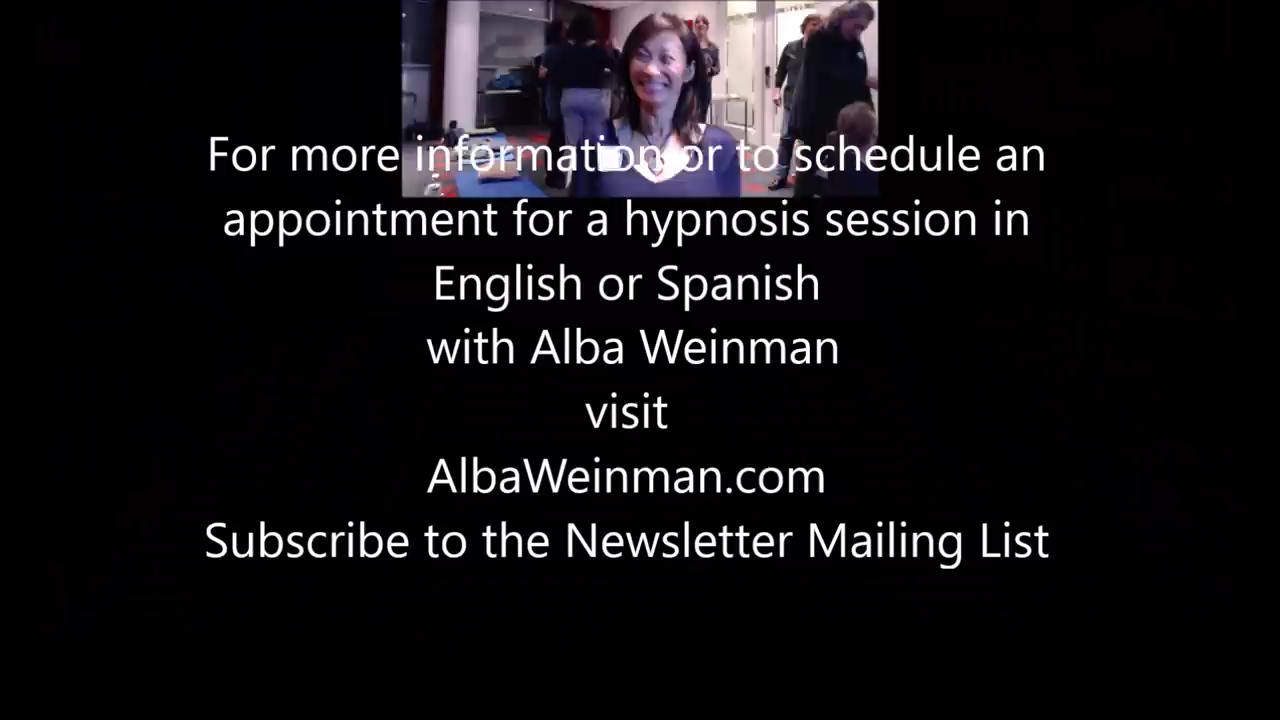 For more information or to schedule an
appointment for a hypnosis session in
English or Spanish
with Alba Weinman
visit
AlbaWeinman.com
Subscribe to the Newsletter Mailing List